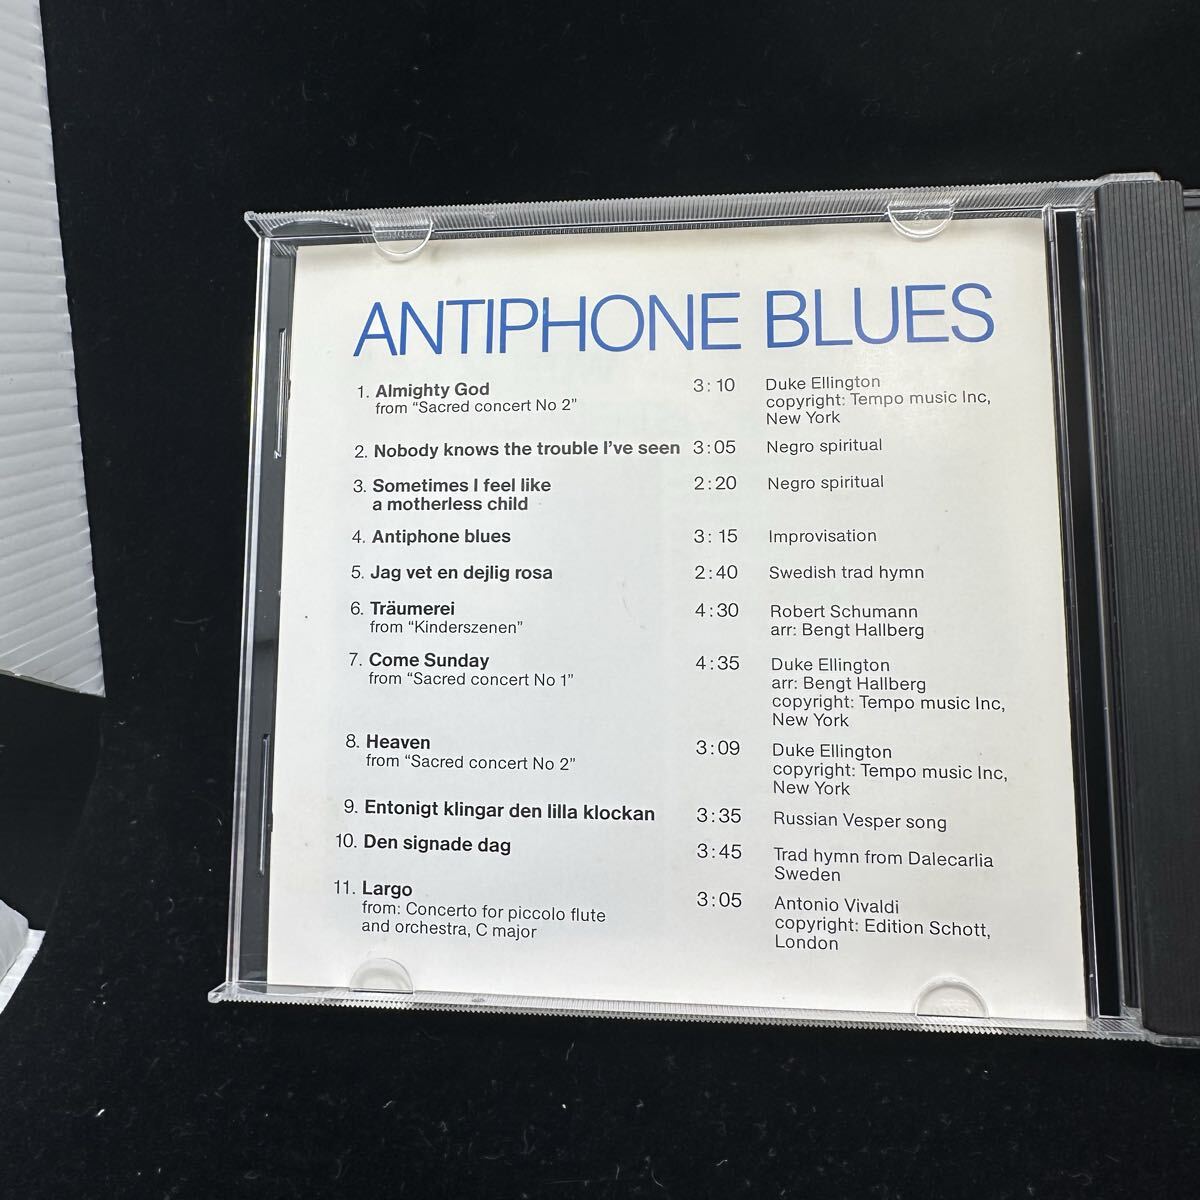 ANTIPHONE BLUES
1. Almighty God 3:10 Duke Ellington
from “Sacred concert No 2” copyright: Tempo music Inc,
New York
2. Nobody knows the trouble I’ve seen 3:05 Negro spiritual
3. Sometimes I feel like 2:20 Negro spiritual
a motherless child
4. Antiphone blues 3:15 Improvisation
5. Jag vet en dejlig rosa 2:40 Swedish trad hymn
6. Träumerei 4:30 Robert Schumann
from “Kinderszenen” arr: Bengt Hallberg
7. Come Sunday 4:35 Duke Ellington
from “Sacred concert No 1” arr: Bengt Hallberg
copyright: Tempo music Inc,
New York
8. Heaven 3:09 Duke Ellington
from “Sacred concert No 2” copyright: Tempo music Inc,
New York
9. Entonigt klingar den lilla klockan 3:35 Russian Vesper song
10. Den signade dag 3:45 Trad hymn from Dalecarlia
Sweden
11. Largo 3:05 Antonio Vivaldi
from: Concerto for piccolo flute copyright: Edition Schott,
and orchestra, C major London